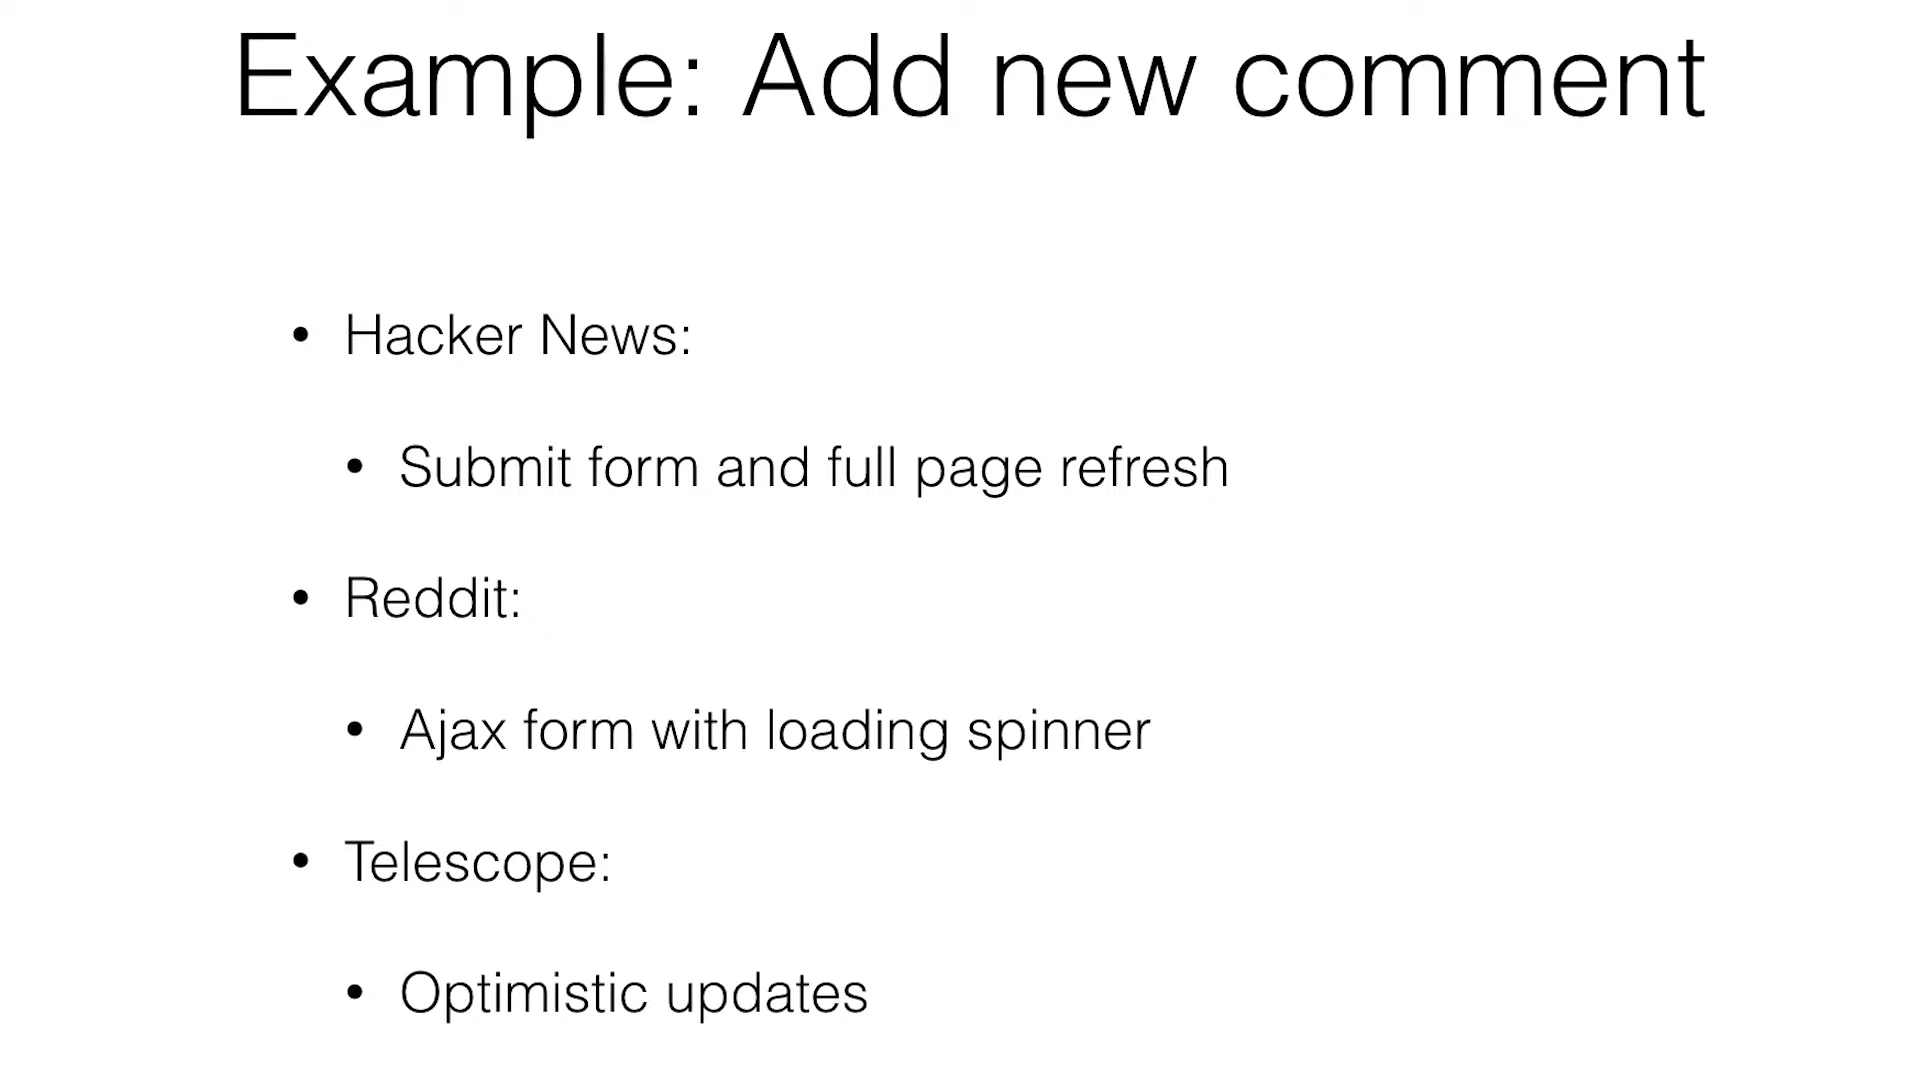 Example: Add new comment
• Hacker News:
• Submit form and full page refresh
• Reddit:
• Ajax form with loading spinner
• Telescope:
• Optimistic updates